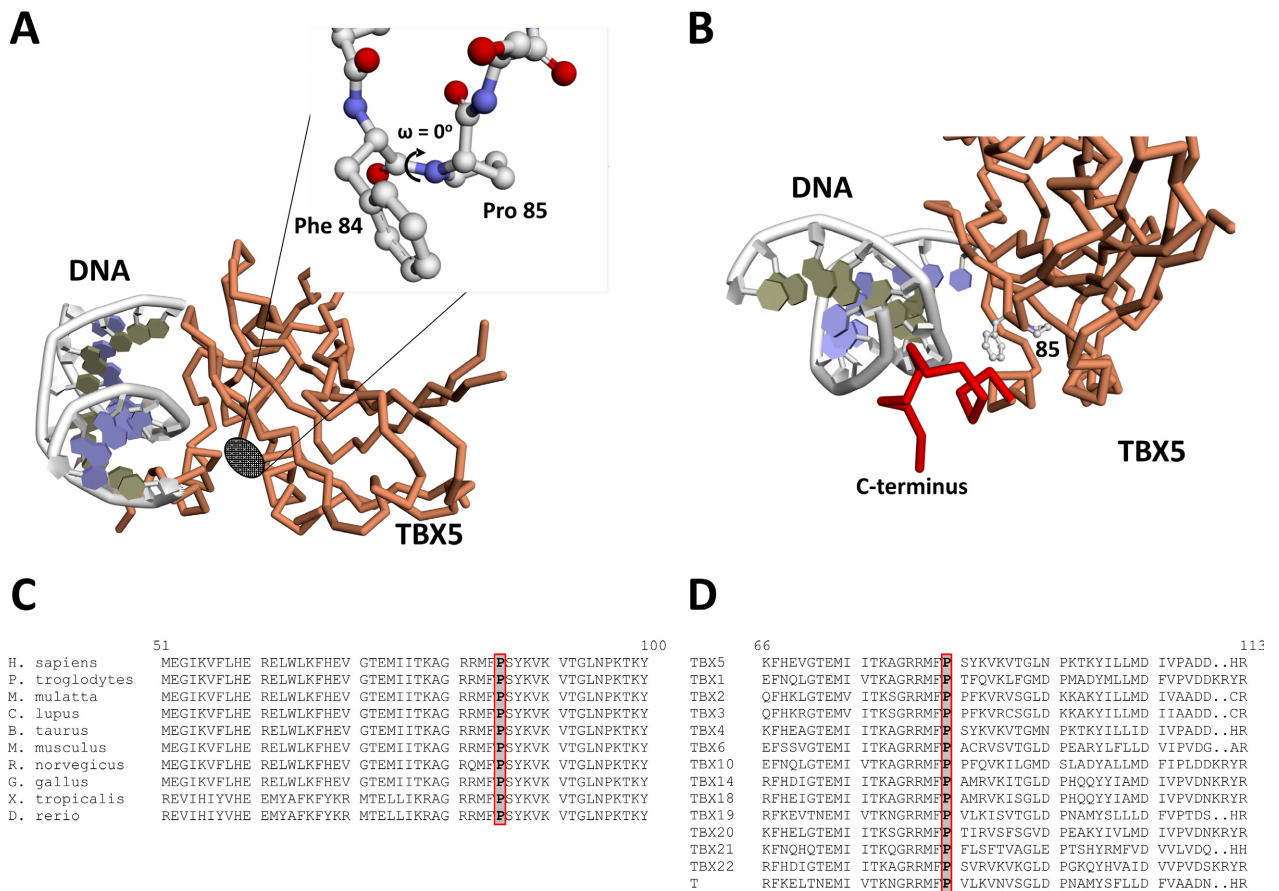 A
B
ω = 0º
Phe 84
Pro 85
DNA
TBX5
DNA
85
TBX5
C-terminus
C
D
51 100
H. sapiens MEGIKVFLHE RELWLKFHEV GTEMIITKAG RRMFPSYKVK VTGLNPKTKY
P. troglodytes MEGIKVFLHE RELWLKFHEV GTEMIITKAG RRMFPSYKVK VTGLNPKTKY
M. mulatta MEGIKVFLHE RELWLKFHEV GTEMIITKAG RRMFPSYKVK VTGLNPKTKY
C. lupus MEGIKVFLHE RELWLKFHEV GTEMIITKAG RRMFPSYKVK VTGLNPKTKY
B. taurus MEGIKVFLHE RELWLKFHEV GTEMIITKAG RRMFPSYKVK VTGLNPKTKY
M. musculus MEGIKVFLHE RELWLKFHEV GTEMIITKAG RRMFPSYKVK VTGLNPKTKY
R. norvegicus MEGIKVFLHE RELWLKFHEV GTEMIITKAG RQMFPSYKVK VTGLNPKTKY
G. gallus MEGIKVFLHE RELWLKFHEV GTEMIITKAG RRMFPSYKVK VTGLNPKTKY
X. tropicalis REVIHIYVHE EMYAFKFYKR MTELLIKRAG RRMFPSYKVK VTGLNPKTKY
D. rerio REVIHIYVHE EMYAFKFYKR MTELLIKRAG RRMFPSYKVK VTGLNPKTKY
66 113
TBX5 KFHEVGTEMI ITKAGRRMFP SYKVKVTGLN PKTKYILLMD IVPADD..HR
TBX1 EFNQLGTEMI VTKAGRRMFP TFQVKLFGMD PMADYMLLMD FVPVDDKRYR
TBX2 QFHKLGTEMV ITKSGRRMFP PFKVRVSGLD KKAKYILLMD IVAADD..CR
TBX3 QFHKRGTEMV ITKSGRRMFP PFKVRCSGLD KKAKYILLMD IIAADD..CR
TBX4 KFHEAGTEMI ITKAGRRMFP SYKVKVTGMN PKTKYILLID IVPADD..HR
TBX6 EFSSVGTEMI ITKAGRRMFP ACRVSVTGLD PEARYLFLLD VIPVDG..AR
TBX10 EFNQLGTEMI VTKAGRRMFP PFQVKILGMD SLADYALLMD FIPLDDKRYR
TBX14 RFHDIGTEMI ITKAGRRMFP AMRVKITGLD PHQQYYIAMD IVPVDNKRYR
TBX18 RFHEIGTEMI ITKAGRRMFP AMRVKISGLD PHQQYYIAMD IVPVDNKRYR
TBX19 RFKEVTNEMI VTKNGRRMFP VLKISVTGLD PNAMYSLLLD FVPTDS..HR
TBX20 KFHELGTEMI ITKSGRRMFP TIRVSFSGVD PEAKYIVLMD IVPVDNKRYR
TBX21 KFNQHQTEMI ITKQGRRMFP FLSFTVAGLE PTSHYRMFVD VVLVDQ..HH
TBX22 RFHDIGTEMI ITKAGRRMFP SVRVKVKGLD PGKQYHVAID VVPVDSKRYR
T RFKELTNEMI VTKNGRRMFP VLKVNVSGLD PNAMYSFLLD FVAADN..HR